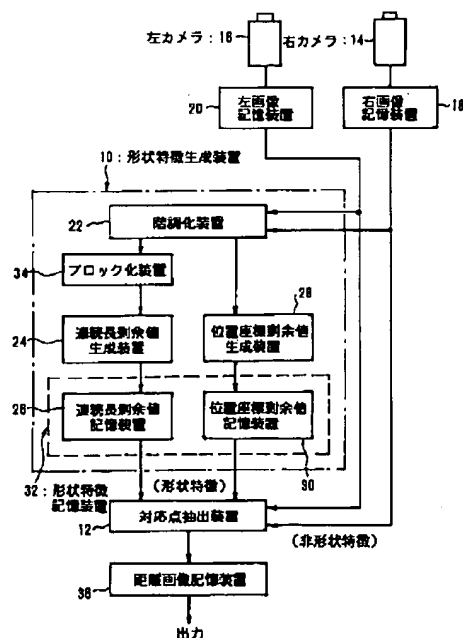 左カメラ:16
右カメラ:14
左画像
記憶装置
20
右画像
記憶装置
18
10:形状特徴生成装置
階調化装置
22
ブロック化装置
34
連続長剰余値
生成装置
24
位置座標剰余値
生成装置
28
連続長剰余値
記憶装置
26
位置座標剰余値
記憶装置
30
32:形状特徴
記憶装置
(形状特徴)
対応点抽出装置
12
(非形状特徴)
距離画像記憶装置
36
出力